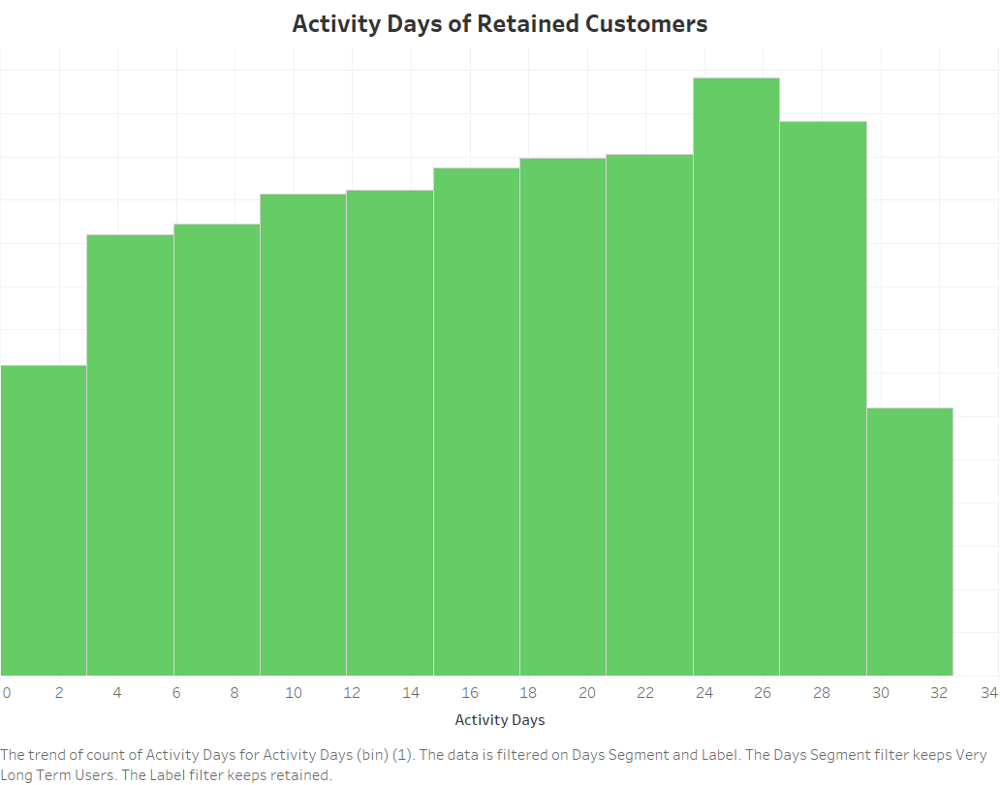 Activity Days of Retained Customers
0 2 4 6 8 10 12 14 16 18 20 22 24 26 28 30 32 34
Activity Days
The trend of count of Activity Days for Activity Days (bin) (1). The data is filtered on Days Segment and Label. The Days Segment filter keeps Very
Long Term Users. The Label filter keeps retained.